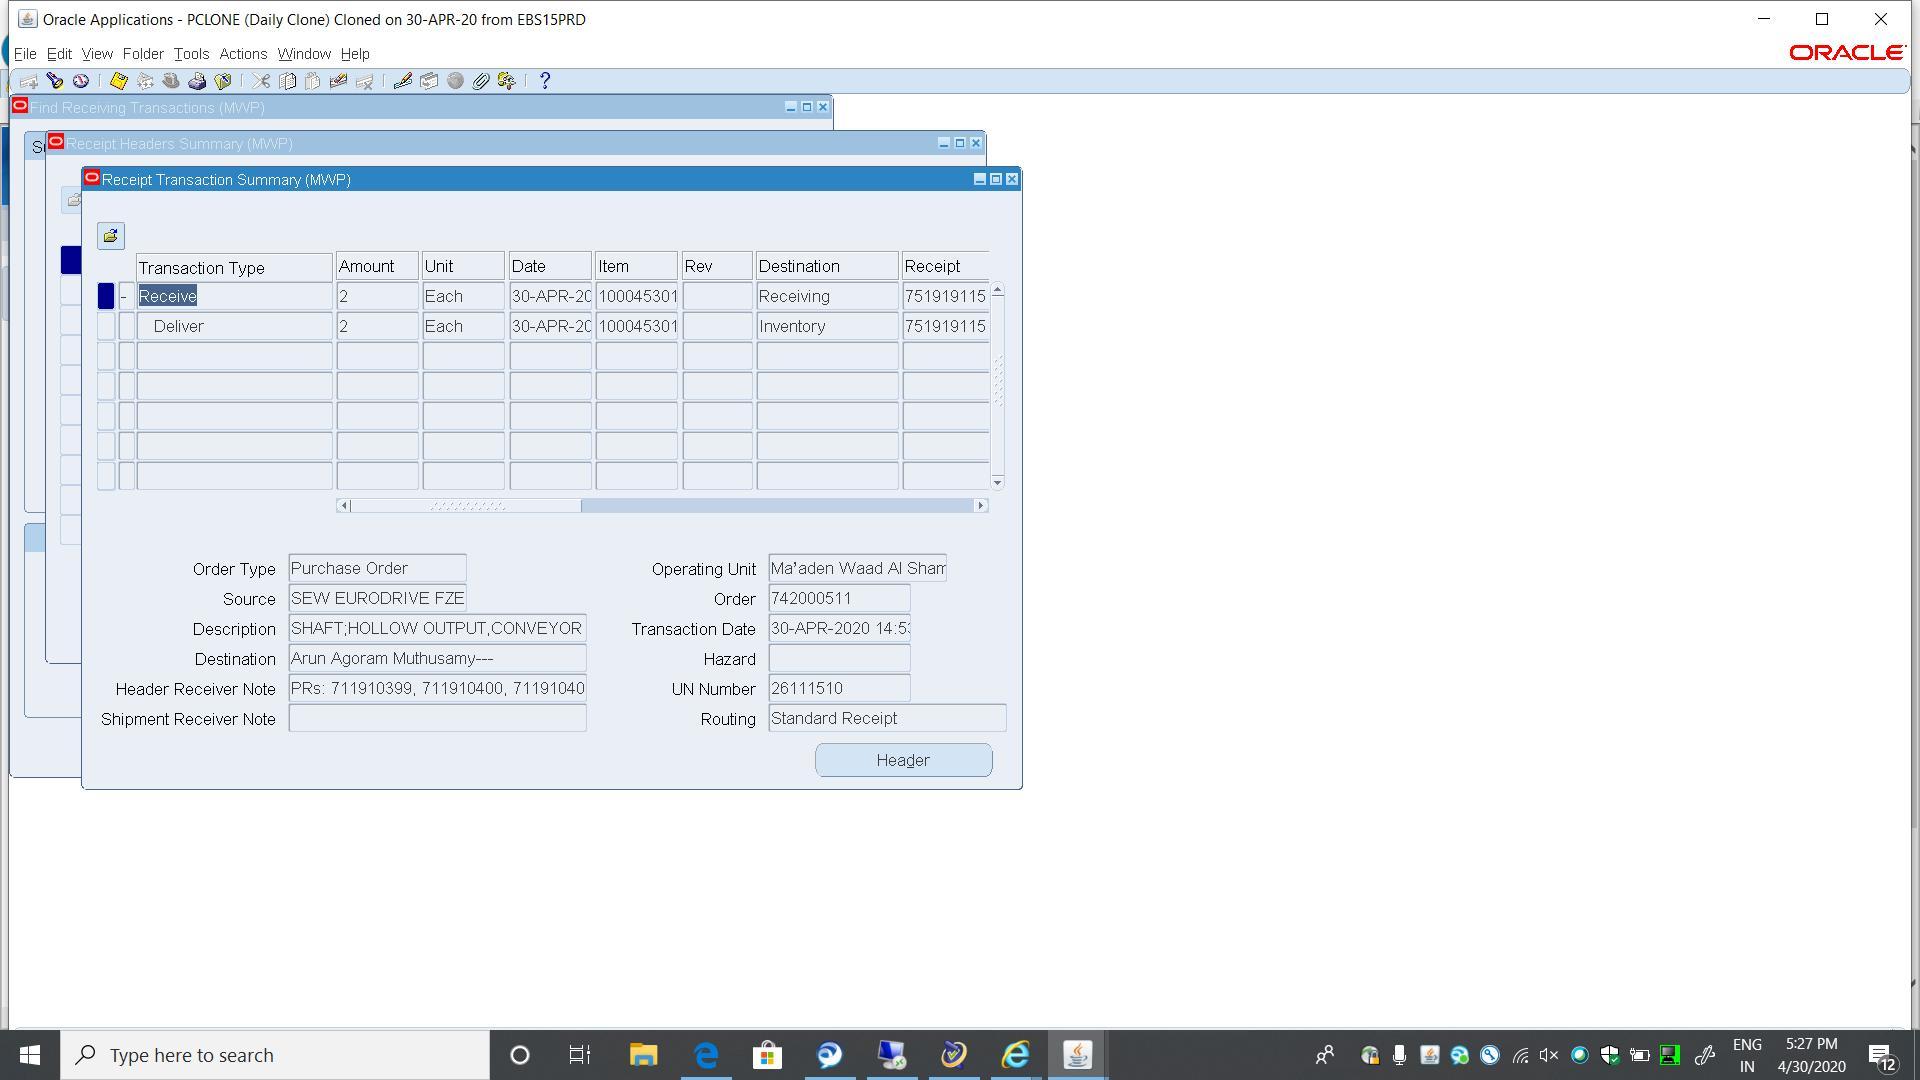 Oracle Applications - PCLONE (Daily Clone) Cloned on 30-APR-20 from EBS15PRD
File Edit View Folder Tools Actions Window Help
ORACLE
Find Receiving Transactions (MWP)
Receipt Headers Summary (MWP)
Receipt Transaction Summary (MWP)
Transaction Type Amount Unit Date Item Rev Destination Receipt
- Receive 2 Each 30-APR-20 100045301 Receiving 751919115
Deliver 2 Each 30-APR-20 100045301 Inventory 751919115
Order Type Purchase Order Operating Unit Ma'aden Waad Al Sham
Source SEW EURODRIVE FZE Order 742000511
Description SHAFT;HOLLOW OUTPUT,CONVEYOR Transaction Date 30-APR-2020 14:53
Destination Arun Agoram Muthusamy--- Hazard
Header Receiver Note PRs: 711910399, 711910400, 71191040 UN Number 26111510
Shipment Receiver Note Routing Standard Receipt
Header
Type here to search
ENG
IN
5:27 PM
4/30/2020
12